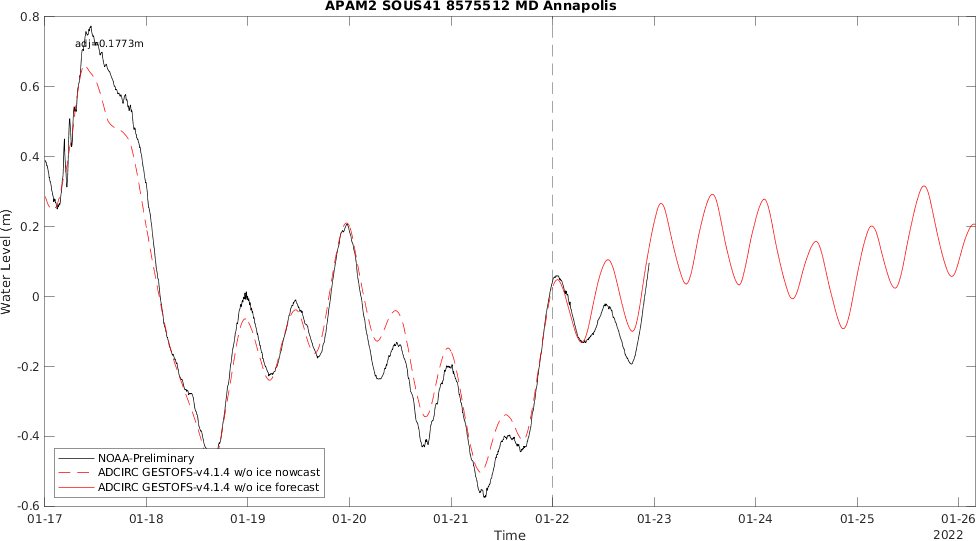 APAM2 SOUS41 8575512 MD Annapolis
adj=0.1773m
0.8
0.6
0.4
0.2
0
-0.2
-0.4
-0.6
Water Level (m)
NOAA-Preliminary
ADCIRC GESTOFS-v4.1.4 w/o ice nowcast
ADCIRC GESTOFS-v4.1.4 w/o ice forecast
01-17 01-18 01-19 01-20 01-21 01-22 01-23 01-24 01-25 01-26
Time
2022